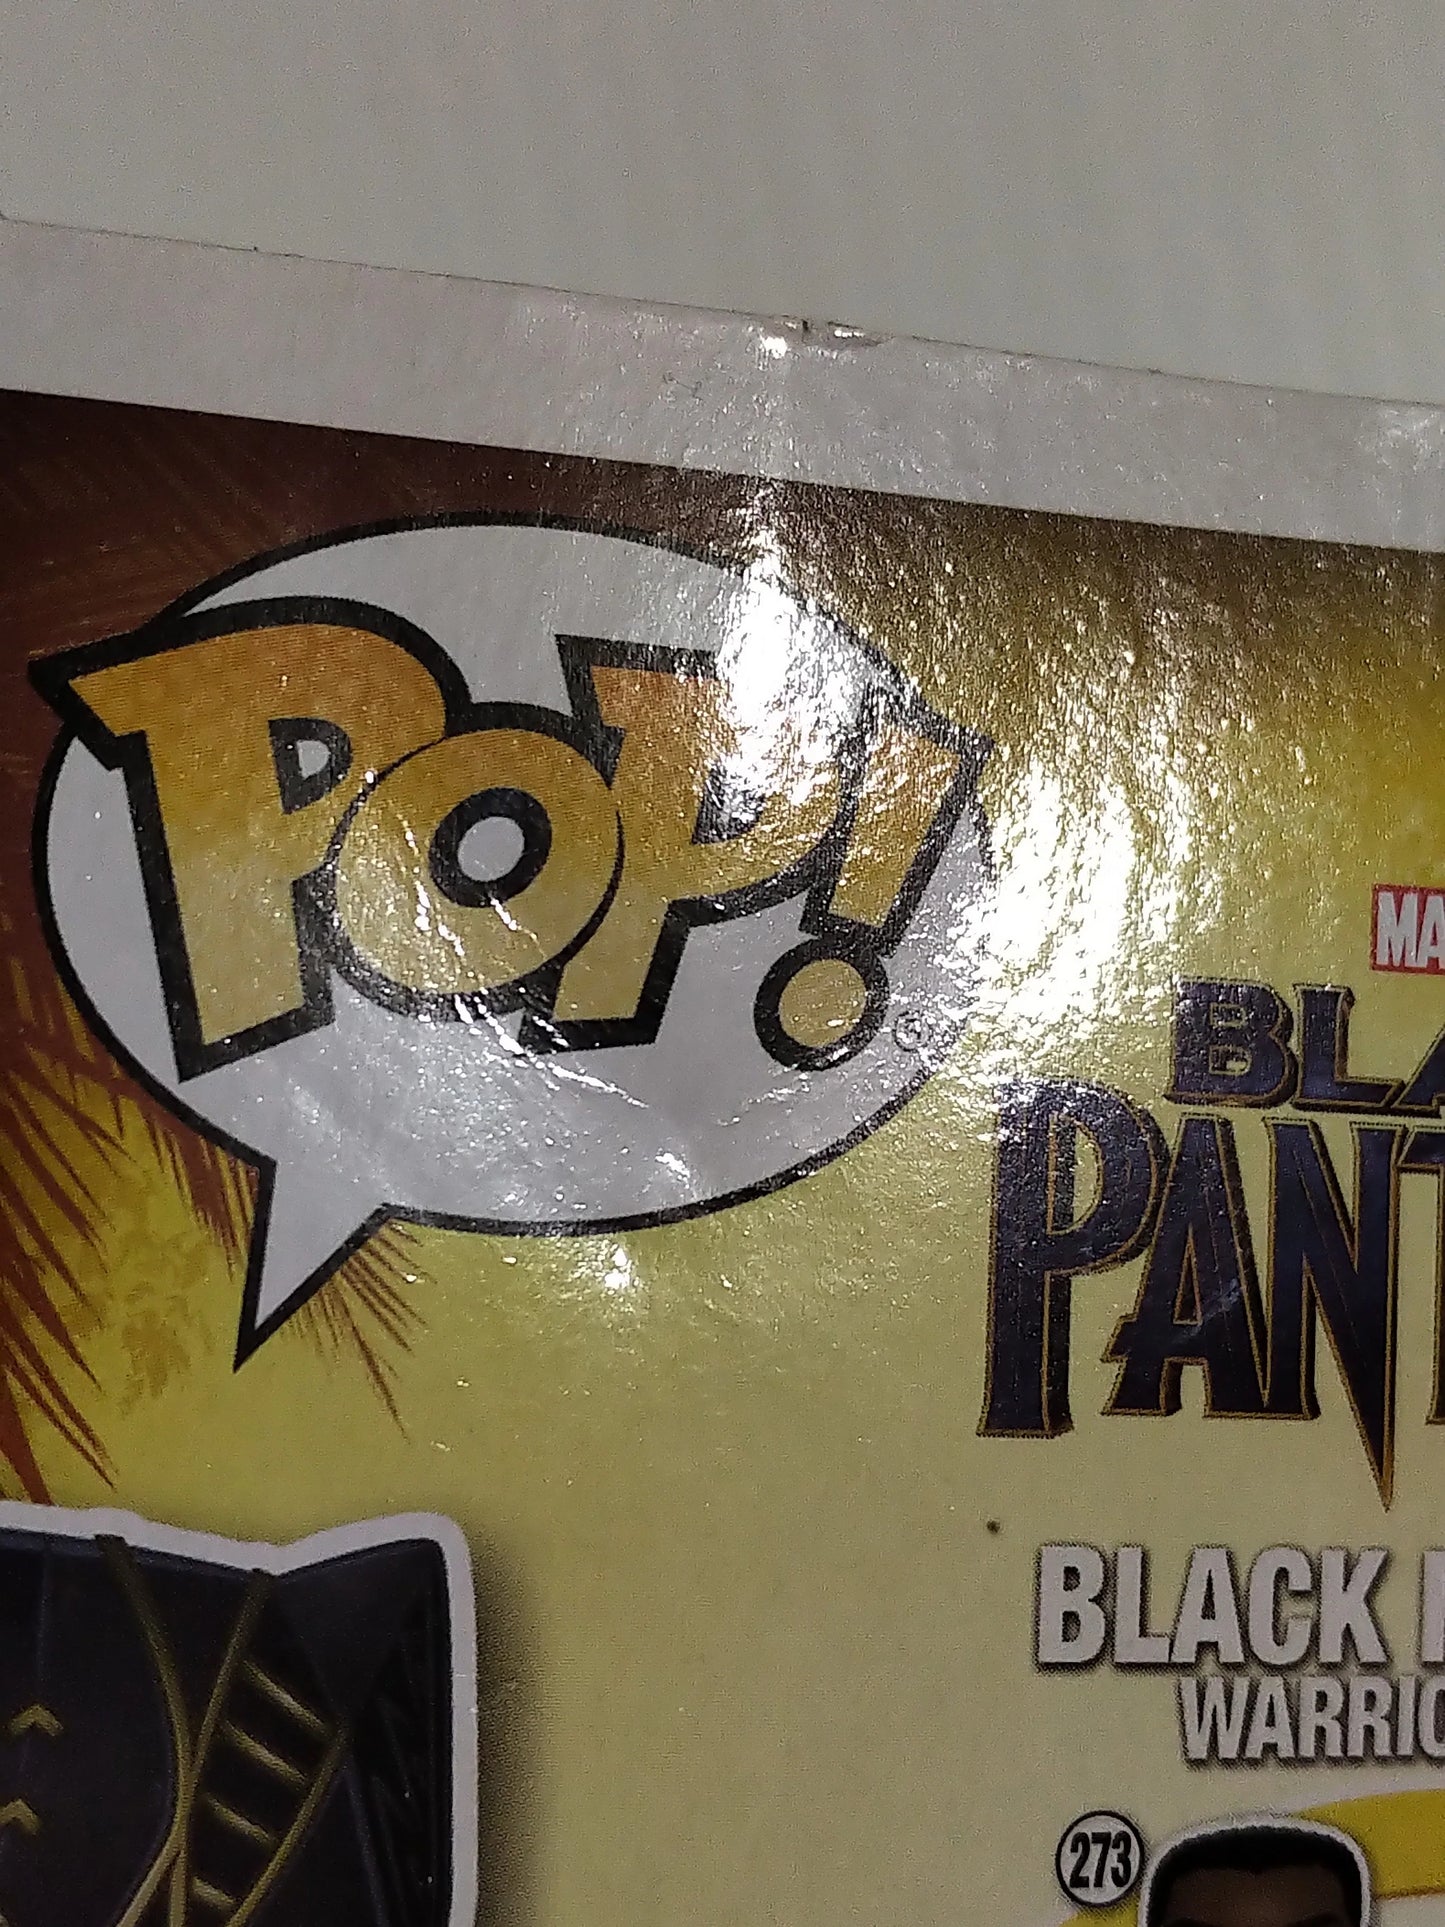 POP!
MA
BLA
PANT
BLACK
WARRIO
273